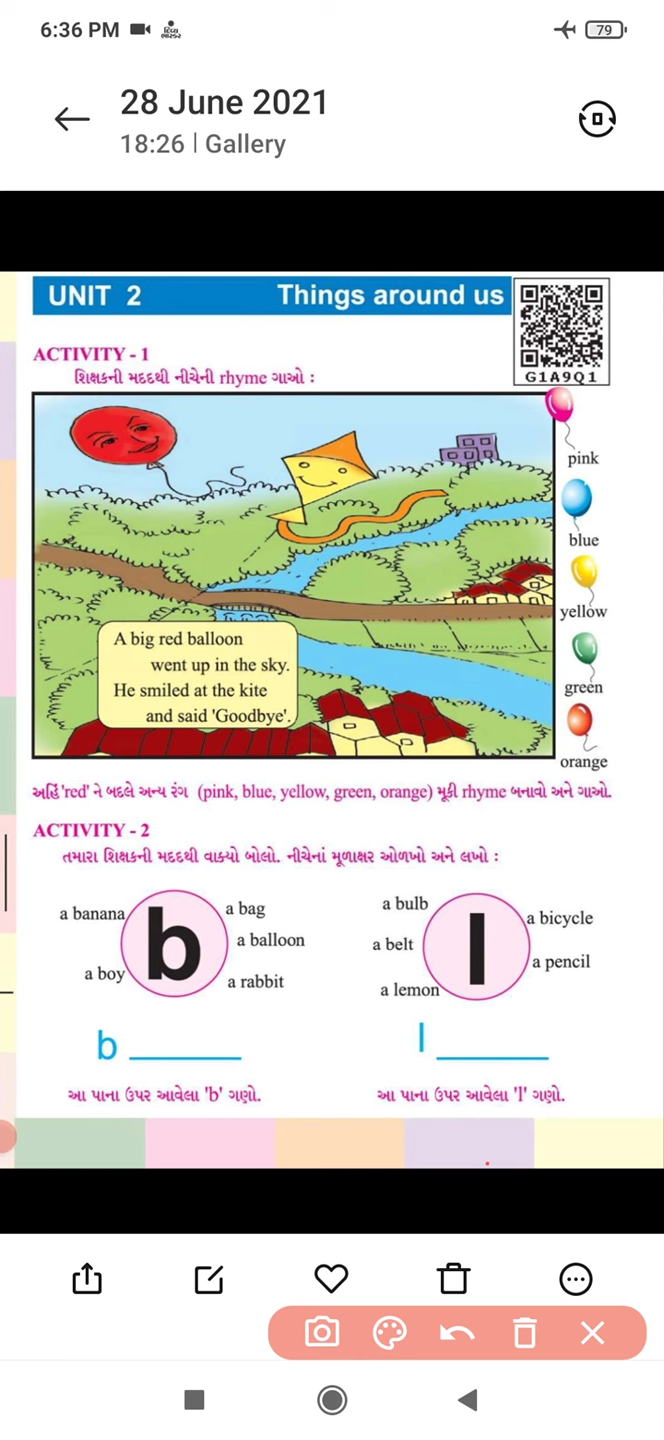 6:36 PM
79
28 June 2021
18:26 | Gallery
UNIT 2 Things around us
G1A9Q1
ACTIVITY - 1
શિક્ષકની મદદથી નીચેની rhyme ગાઓ :
pink
blue
yellow
green
orange
A big red balloon
went up in the sky.
He smiled at the kite
and said 'Goodbye'.
અહિં 'red' ને બદલે અન્ય રંગ (pink, blue, yellow, green, orange) મૂકી rhyme બનાવો અને ગાઓ.
ACTIVITY - 2
તમારા શિક્ષકની મદદથી વાક્યો બોલો. નીચેનાં મૂળાક્ષર ઓળખો અને લખો :
a banana
a boy
b
a bag
a balloon
a rabbit
a bulb
a belt
a lemon
l
a bicycle
a pencil
b ________
l ________
આ પાના ઉપર આવેલા 'b' ગણો.
આ પાના ઉપર આવેલા 'l' ગણો.